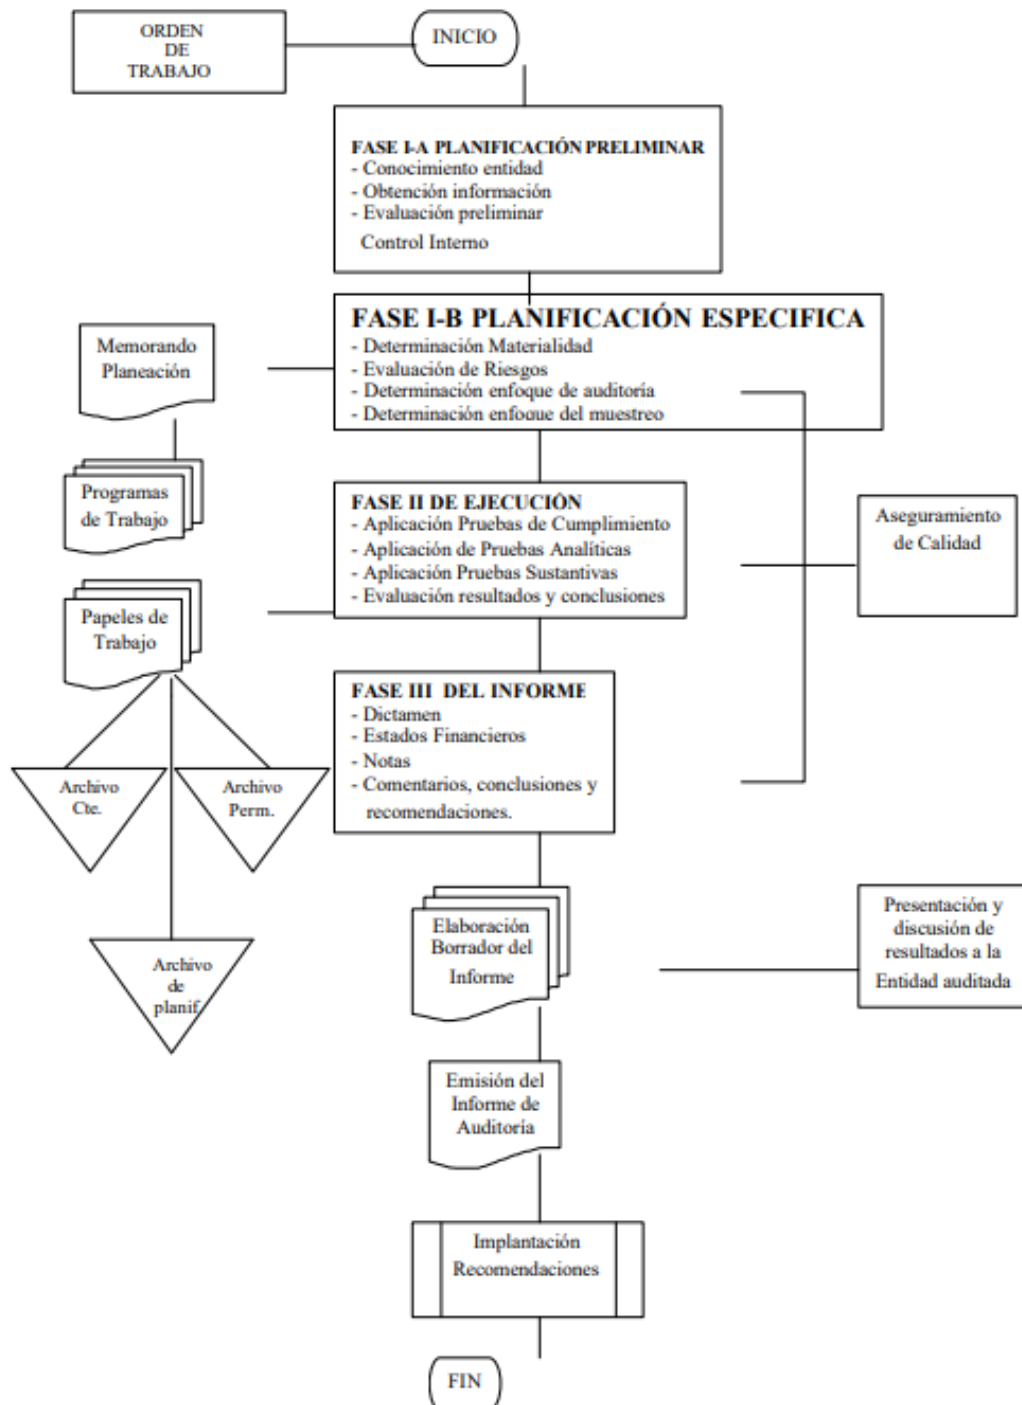 ORDEN
DE
TRABAJO
INICIO
FASE I-A PLANIFICACIÓN PRELIMINAR
- Conocimiento entidad
- Obtención información
- Evaluación preliminar
Control Interno
FASE I-B PLANIFICACIÓN ESPECIFICA
- Determinación Materialidad
- Evaluación de Riesgos
- Determinación enfoque de auditoría
- Determinación enfoque del muestreo
Memorando
Planeación
Programas
de Trabajo
FASE II DE EJECUCIÓN
- Aplicación Pruebas de Cumplimiento
- Aplicación de Pruebas Analíticas
- Aplicación Pruebas Sustantivas
- Evaluación resultados y conclusiones
Aseguramiento
de Calidad
Papeles de
Trabajo
FASE III DEL INFORME
- Dictamen
- Estados Financieros
- Notas
- Comentarios, conclusiones y
recomendaciones.
Archivo
Cte.
Archivo
Perm.
Archivo
de
planif.
Elaboración
Borrador del
Informe
Presentación y
discusión de
resultados a la
Entidad auditada
Emisión del
Informe de
Auditoría
Implantación
Recomendaciones
FIN